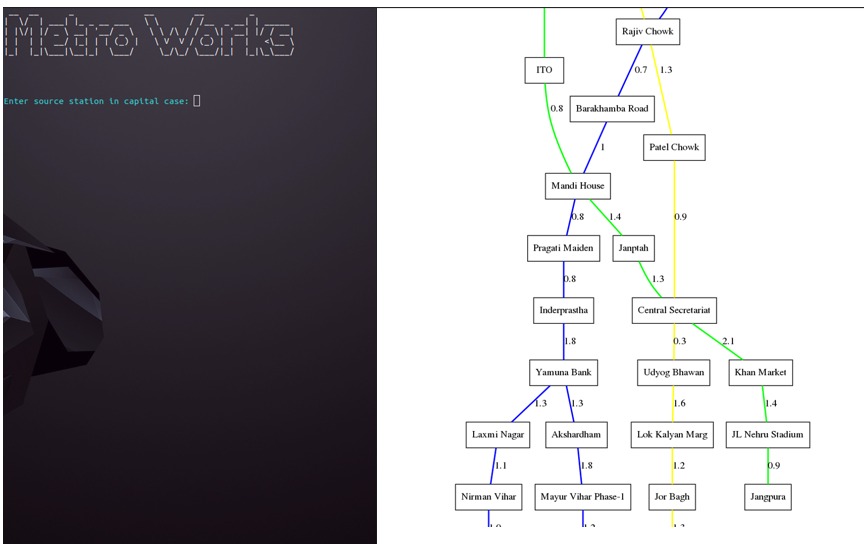 Metro Works
Enter source station in capital case:
Rajiv Chowk
ITO
0.7
1.3
Barakhamba Road
0.8
1
Patel Chowk
Mandi House
0.8
1.4
0.9
Pragati Maiden
Janptah
0.8
1.3
Inderprastha
Central Secretariat
1.8
0.3
2.1
Yamuna Bank
Udyog Bhawan
Khan Market
1.3
1.3
1.6
1.4
Laxmi Nagar
Akshardham
Lok Kalyan Marg
JL Nehru Stadium
1.1
1.8
1.2
0.9
Nirman Vihar
Mayur Vihar Phase-1
Jor Bagh
Jangpura